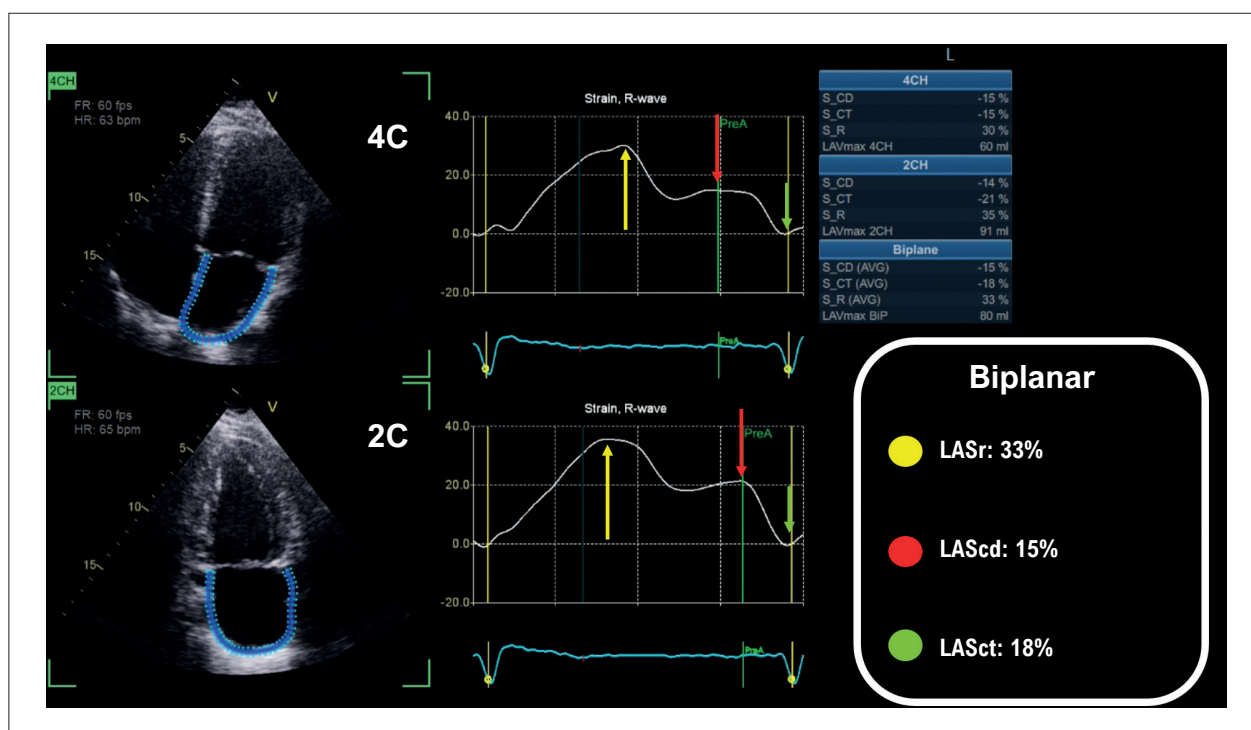 L
4CH
FR: 60 fps
HR: 63 bpm
V
5
10
15
4C
Strain, R-wave
40.0
20.0
0.0
-20.0
PreA
PreA
4CH
S_CD -15 %
S_CT -15 %
S_R 30 %
LAVmax 4CH 60 ml
2CH
S_CD -14 %
S_CT -21 %
S_R 35 %
LAVmax 2CH 91 ml
Biplane
S_CD (AVG) -15 %
S_CT (AVG) -18 %
S_R (AVG) 33 %
LAVmax BiP 80 ml
2CH
FR: 60 fps
HR: 65 bpm
V
5
10
15
2C
Strain, R-wave
40.0
20.0
0.0
-20.0
PreA
PreA
Biplanar
LASr: 33%
LAScd: 15%
LASct: 18%